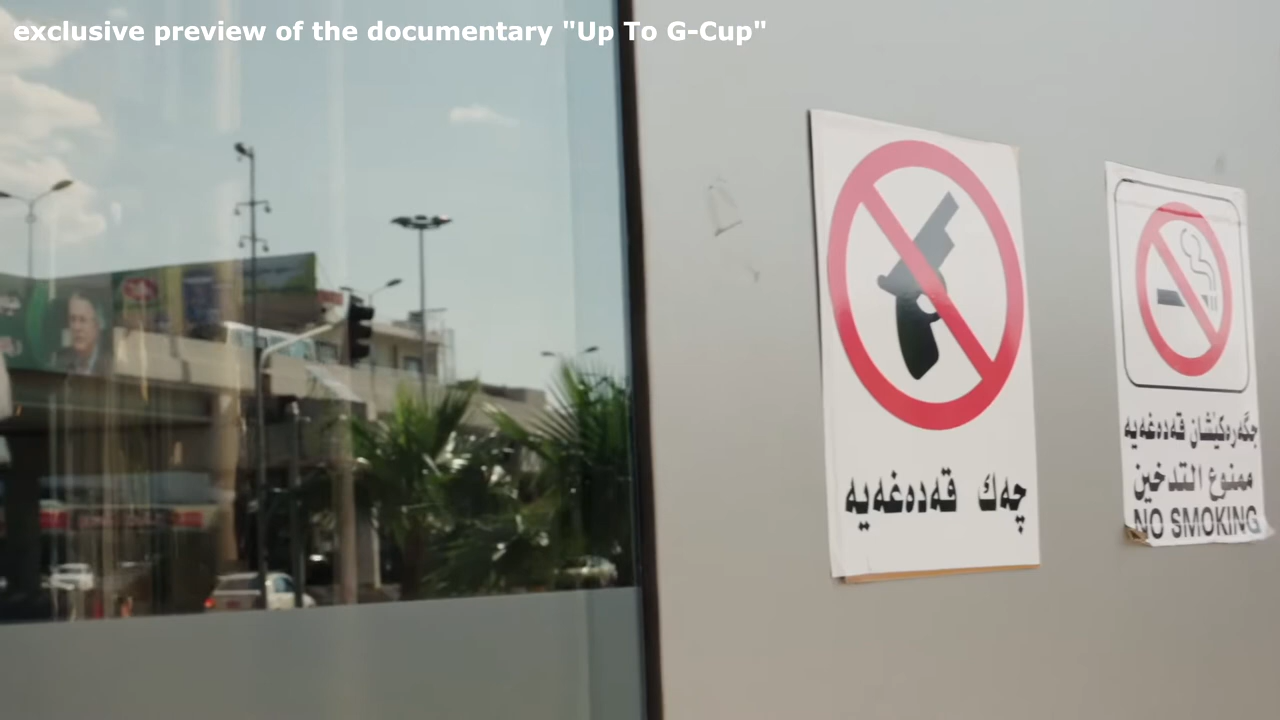 exclusive preview of the documentary "Up To G-Cup"
چەك قەدەغەیە
جگەرەکێشان قەدەغەیە
ممنوع التدخين
NO SMOKING